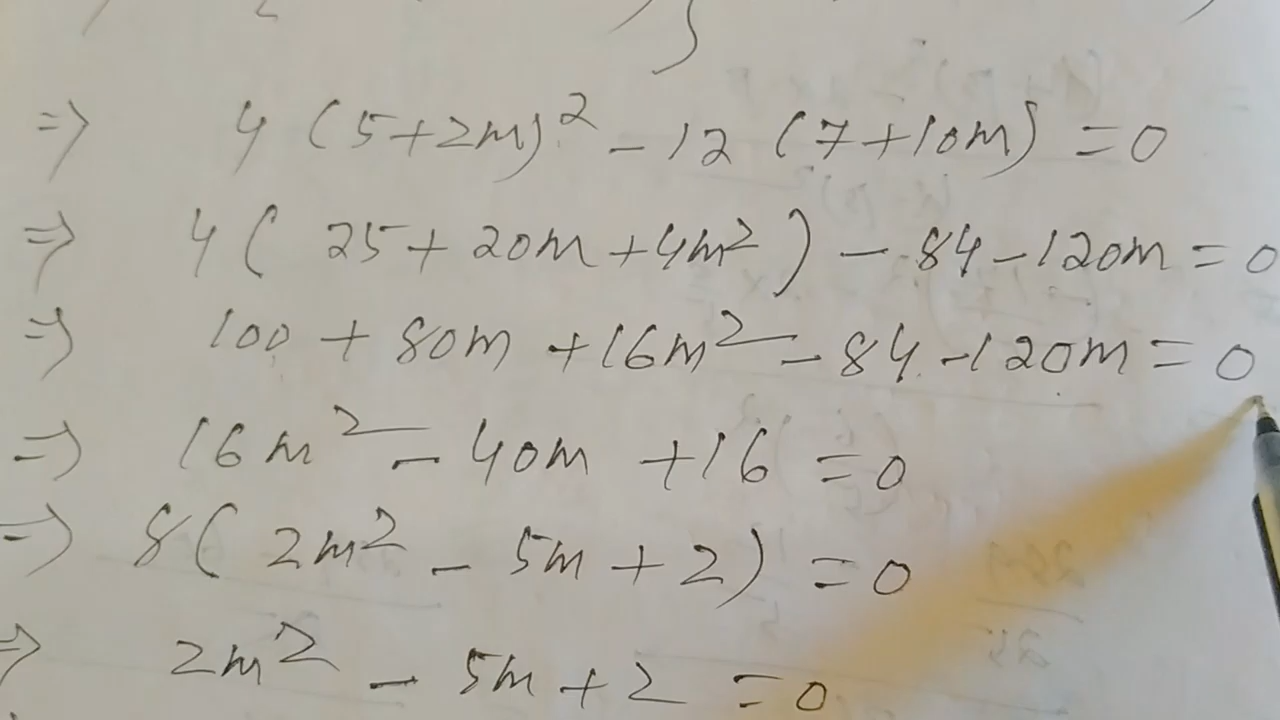 => 4 (5+2m)² - 12 (7+10m) = 0
=> 4 ( 25 + 20m + 4m² ) - 84 - 120m = 0
=> 100 + 80m + 16m² - 84 - 120m = 0
=> 16m² - 40m + 16 = 0
=> 8 ( 2m² - 5m + 2 ) = 0
=> 2m² - 5m + 2 = 0